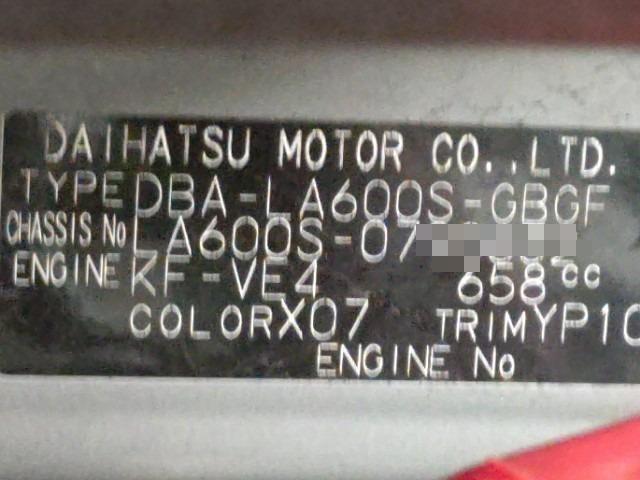 DAIHATSU MOTOR CO.,LTD.
TYPE DBA-LA600S-GBGF
CHASSIS No LA600S-07
ENGINE KF-VE4 658cc
COLOR X07 TRIM YP10
ENGINE No